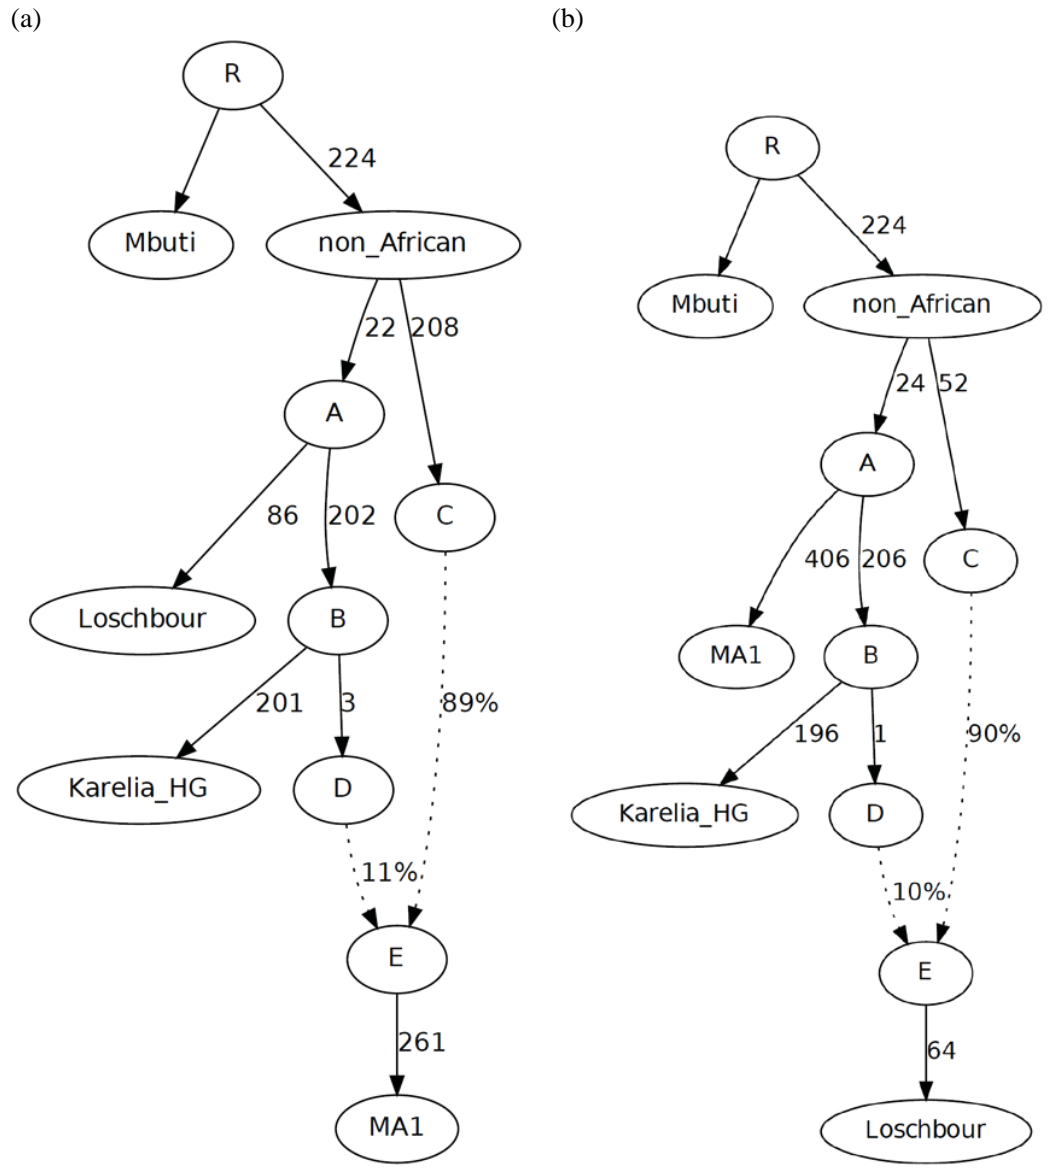 (a)
R
224
Mbuti
non_African
22
208
A
86
202
C
Loschbour
B
201
3
89%
Karelia_HG
D
11%
E
261
MA1
(b)
R
224
Mbuti
non_African
24
52
A
406
206
C
MA1
B
196
1
90%
Karelia_HG
D
10%
E
64
Loschbour